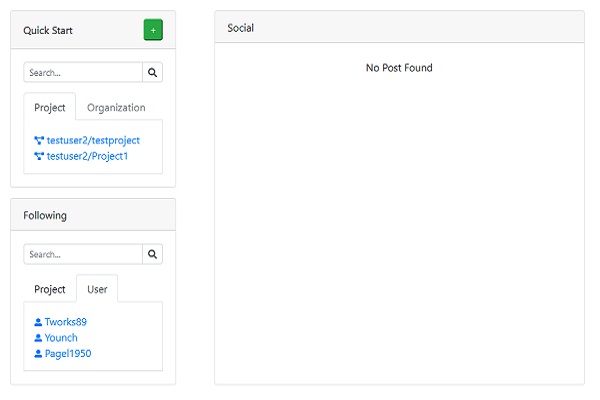 Quick Start
+
Search...
Project Organization
testuser2/testproject
testuser2/Project1
Following
Search...
Project User
Tworks89
Younch
Pagel1950
Social
No Post Found